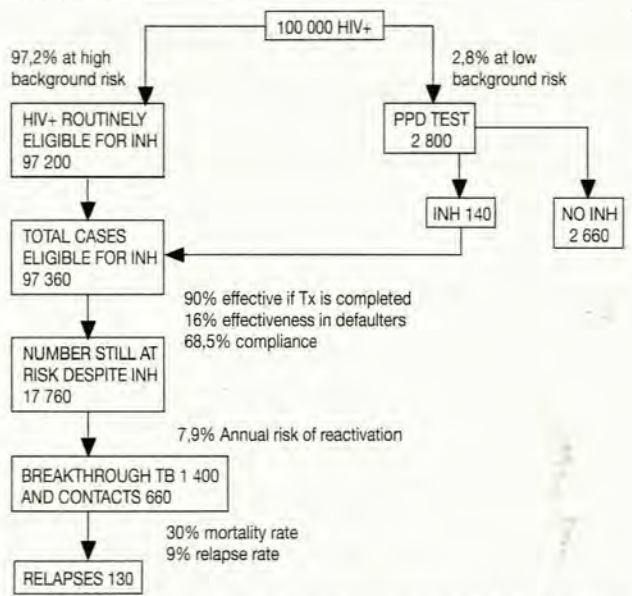 100 000 HIV+
97,2% at high
background risk
2,8% at low
background risk
HIV+ ROUTINELY
ELIGIBLE FOR INH
97 200
PPD TEST
2 800
INH 140
NO INH
2 660
TOTAL CASES
ELIGIBLE FOR INH
97 360
90% effective if Tx is completed
16% effectiveness in defaulters
68,5% compliance
NUMBER STILL AT
RISK DESPITE INH
17 760
7,9% Annual risk of reactivation
BREAKTHROUGH TB 1 400
AND CONTACTS 660
30% mortality rate
9% relapse rate
RELAPSES 130